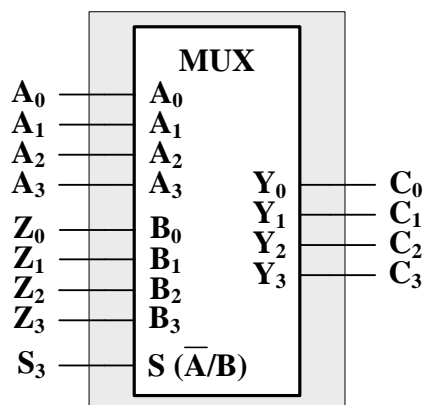 MUX
A₀ A₀
A₁ A₁
A₂ A₂
A₃ A₃ Y₀ C₀
Y₁ C₁
Z₀ B₀
Y₂ C₂
Z₁ B₁
Z₂ B₂ Y₃ C₃
Z₃ B₃
S₃ S (A̅/B)